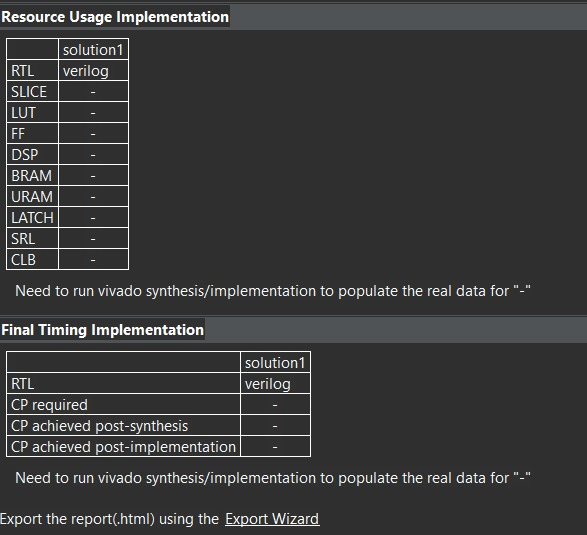 Resource Usage Implementation
solution1
RTL verilog
SLICE -
LUT -
FF -
DSP -
BRAM -
URAM -
LATCH -
SRL -
CLB -
Need to run vivado synthesis/implementation to populate the real data for "-"
Final Timing Implementation
solution1
RTL verilog
CP required -
CP achieved post-synthesis -
CP achieved post-implementation -
Need to run vivado synthesis/implementation to populate the real data for "-"
Export the report(.html) using the Export Wizard